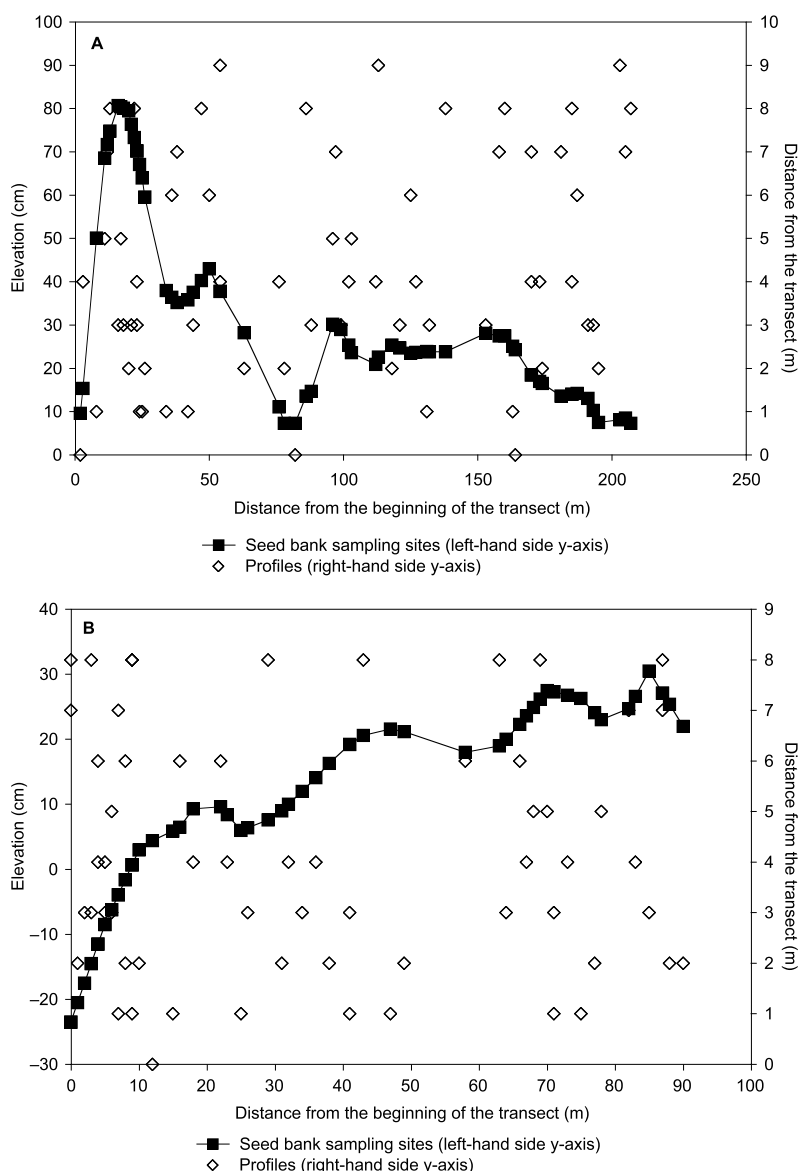 A
100
90
80
70
60
50
40
30
20
10
0
Elevation (cm)
10
9
8
7
6
5
4
3
2
1
0
Distance from the transect (m)
0 50 100 150 200 250
Distance from the beginning of the transect (m)
Seed bank sampling sites (left-hand side y-axis)
Profiles (right-hand side y-axis)
B
40
30
20
10
0
–10
–20
–30
Elevation (cm)
9
8
7
6
5
4
3
2
1
0
Distance from the transect (m)
0 10 20 30 40 50 60 70 80 90 100
Distance from the beginning of the transect (m)
Seed bank sampling sites (left-hand side y-axis)
Profiles (right-hand side y-axis)